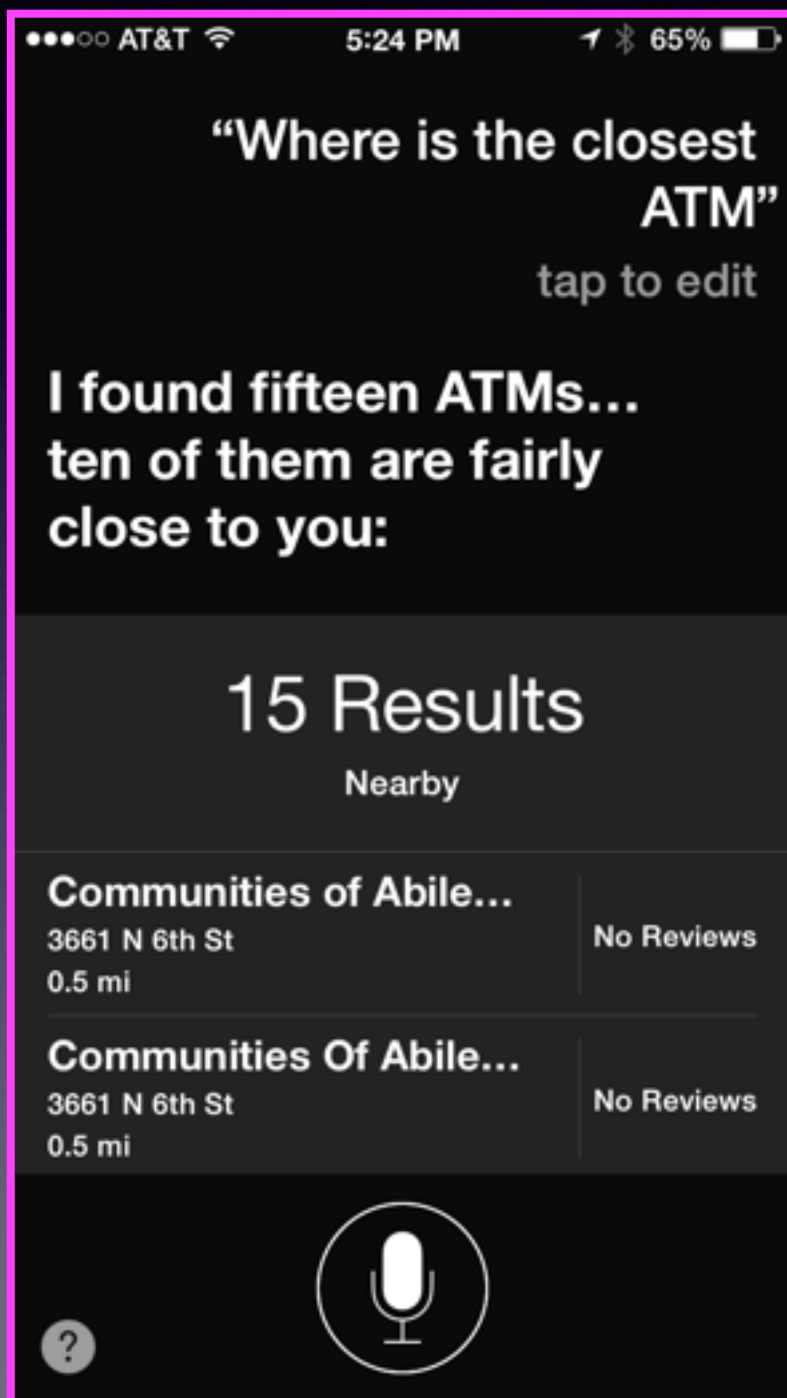 ●●●○○ AT&T 5:24 PM 65%
“Where is the closest
ATM”
tap to edit
I found fifteen ATMs...
ten of them are fairly
close to you:
15 Results
Nearby
Communities of Abile...
3661 N 6th St
0.5 mi
No Reviews
Communities Of Abile...
3661 N 6th St
0.5 mi
No Reviews
?